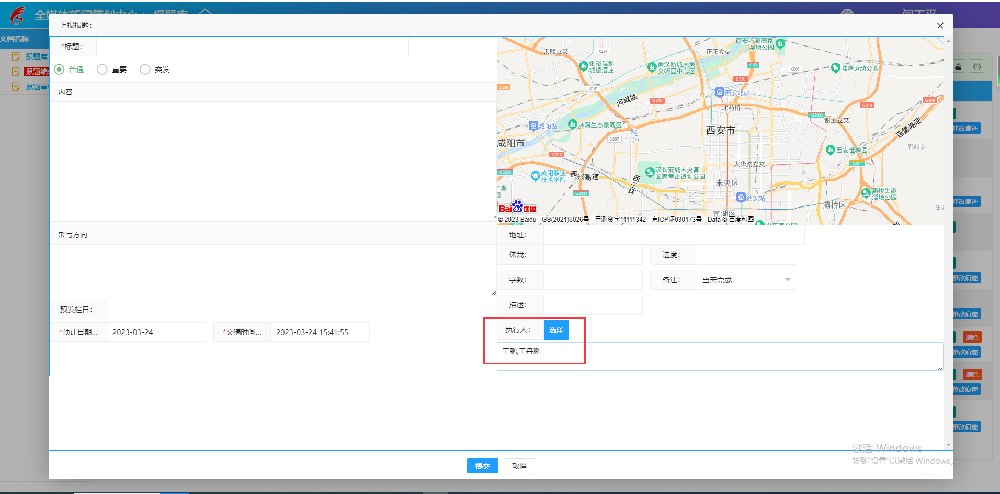 全媒体新闻策划中心 > 报题库
闫王平
上报报题：
文档名称
报题库
报题编辑
报题审
*标题：
普通 重要 突发
内容
采写方向
预发栏目：
*预计日期... 2023-03-24 *交稿时间... 2023-03-24 15:41:55
天熙立交
X234
西安浐灞国家
湿地公园
正阳立交
张裕瑞那
城堡酒庄
秦汉新城大秦
文明园中心区
G65
X306
陆港运动公园
S208
X101
G310
河堤路
G310
西安北站
G108
G210
北苑桥
G3002
谢王立交
沣渭生态景观区
咸阳站
皂河
X307
西安市
连霍高速
咸阳市
韩峪乡
G312
西安世博园
S3011
太华路立交
G3023
咸阳职业
技术学院
西兴高速
汉长安城未央宫
国家考古遗址公园
西三环
未央区
二期
园
G3002
西安站
灞桥生态
湿地公园
灞桥区
Bai du 地图
莲湖区
© 2023 Baidu - GS(2021)6026号 - 甲测资字11111342 - 京ICP证030173号 - Data © 百度智图
地址：
体裁： 进度：
字数： 备注： 当天完成
描述：
执行人： 选择
王鹏,王丹鹏
修改痕迹
修改痕迹
修改痕迹
修改痕迹
删除
修改痕迹
删除
修改痕迹
修改痕迹
激活 Windows
转到"设置"以激活 Windows。
提交 取消